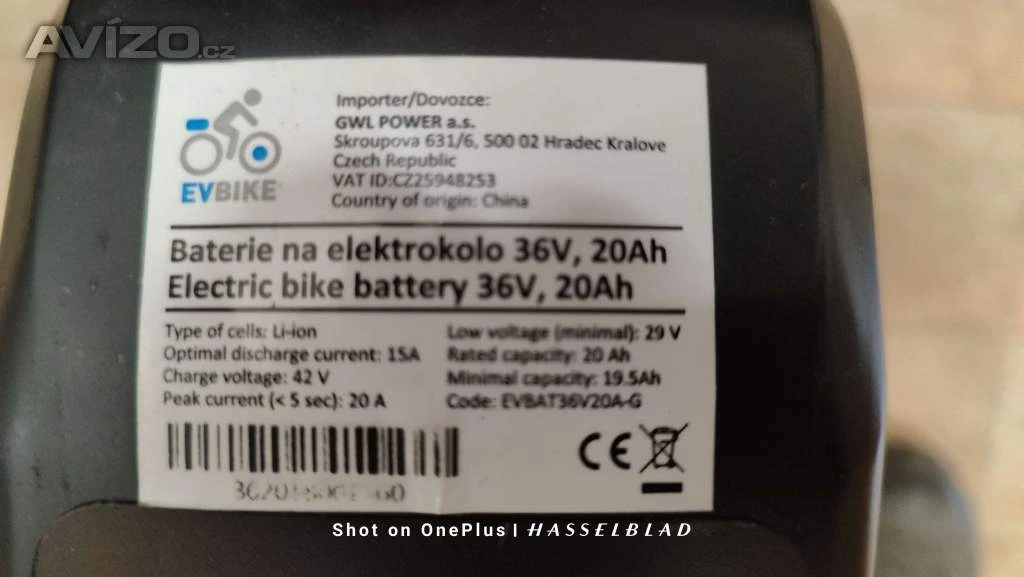 AVÍZO.cz
Importer/Dovozce:
GWL POWER a.s.
Skroupova 631/6, 500 02 Hradec Kralove
Czech Republic
VAT ID:CZ25948253
Country of origin: China
EVBIKE
Baterie na elektrokolo 36V, 20Ah
Electric bike battery 36V, 20Ah
Type of cells: Li-ion
Optimal discharge current: 15A
Charge voltage: 42 V
Peak current (< 5 sec): 20 A
Low voltage (minimal): 29 V
Rated capacity: 20 Ah
Minimal capacity: 19.5Ah
Code: EVBAT36V20A-G
CE
Shot on OnePlus | HASSELBLAD